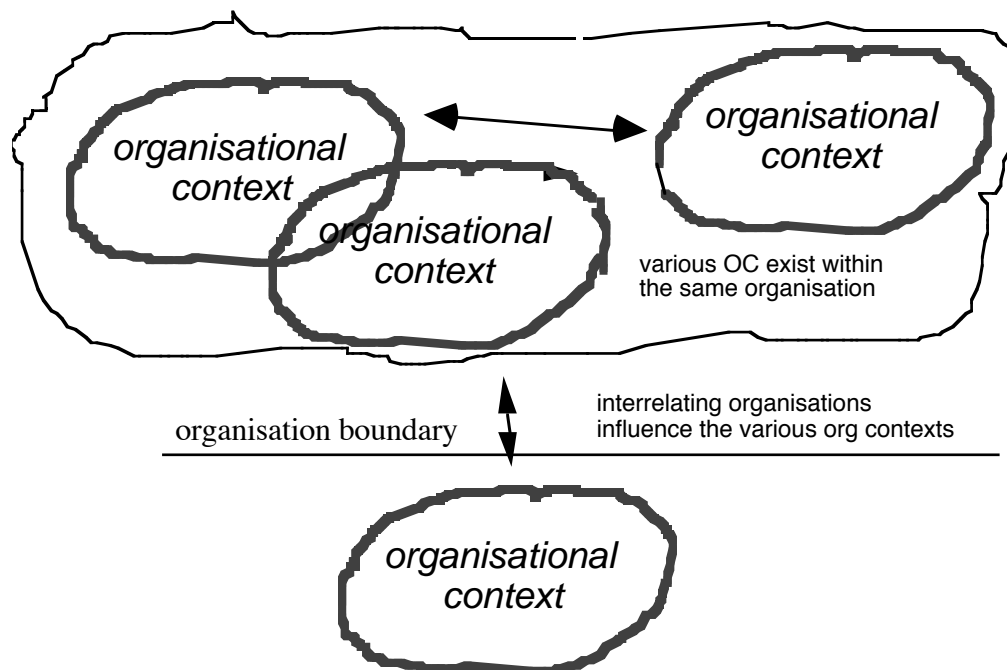 organisational
context
organisational
context
organisational
context
various OC exist within
the same organisation
interrelating organisations
influence the various org contexts
organisation boundary
organisational
context